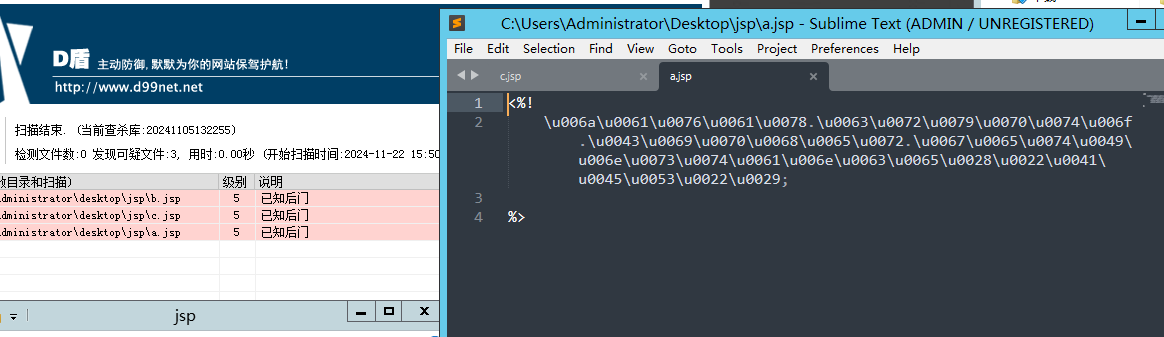 D盾 主动防御,默默为你的网站保驾护航!
http://www.d99net.net
扫描结束. (当前查杀库:20241105132255)
检测文件数:0 发现可疑文件:3, 用时:0.00秒 (开始扫描时间:2024-11-22 15:50
目录和扫描) 级别 说明
dministrator\desktop\jsp\b.jsp 5 已知后门
dministrator\desktop\jsp\c.jsp 5 已知后门
dministrator\desktop\jsp\a.jsp 5 已知后门
jsp
C:\Users\Administrator\Desktop\jsp\a.jsp - Sublime Text (ADMIN / UNREGISTERED)
File Edit Selection Find View Goto Tools Project Preferences Help
c.jsp × a.jsp ×
1 <%!
2 \u006a\u0061\u0076\u0061\u0078.\u0063\u0072\u0079\u0070\u0074\u006f
.\u0043\u0069\u0070\u0068\u0065\u0072.\u0067\u0065\u0074\u0049\
u006e\u0073\u0074\u0061\u006e\u0063\u0065\u0028\u0022\u0041\
u0045\u0053\u0022\u0029;
3
4 %>